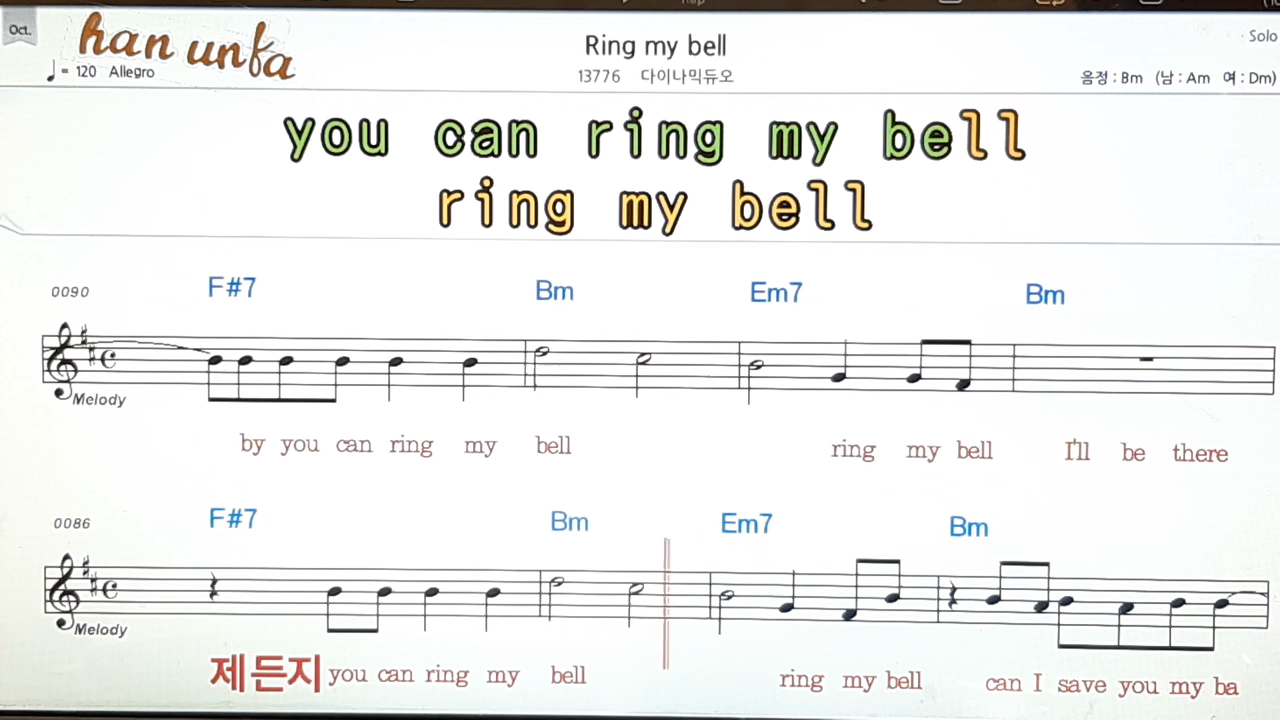 Oct.
han unfa
♩= 120 Allegro
Ring my bell
13776 다이나믹듀오
Solo
음정 : Bm (남 : Am 여 : Dm)
you can ring my bell
ring my bell
0090
F#7 Bm Em7 Bm
Melody
by you can ring my bell ring my bell I'll be there
0086
F#7 Bm Em7 Bm
Melody
제든지 you can ring my bell ring my bell can I save you my ba